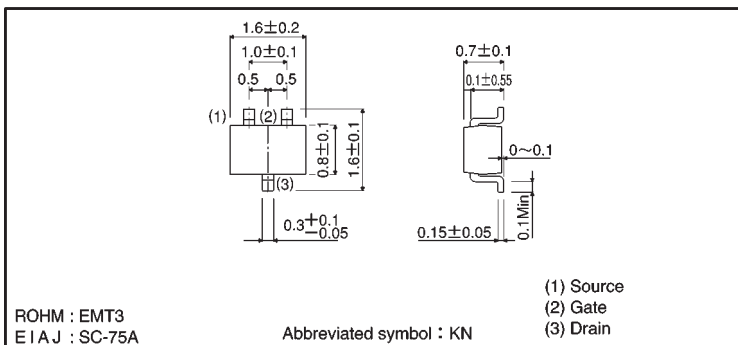 1.6±0.2
1.0±0.1
0.5 0.5
(1) (2)
(3)
0.8±0.1
1.6±0.1
0.3+0.1
−0.05
0.7±0.1
0.1±0.55
0～0.1
0.15±0.05
0.1Min
(1) Source
(2) Gate
(3) Drain
ROHM : EMT3
EIAJ : SC-75A
Abbreviated symbol : KN